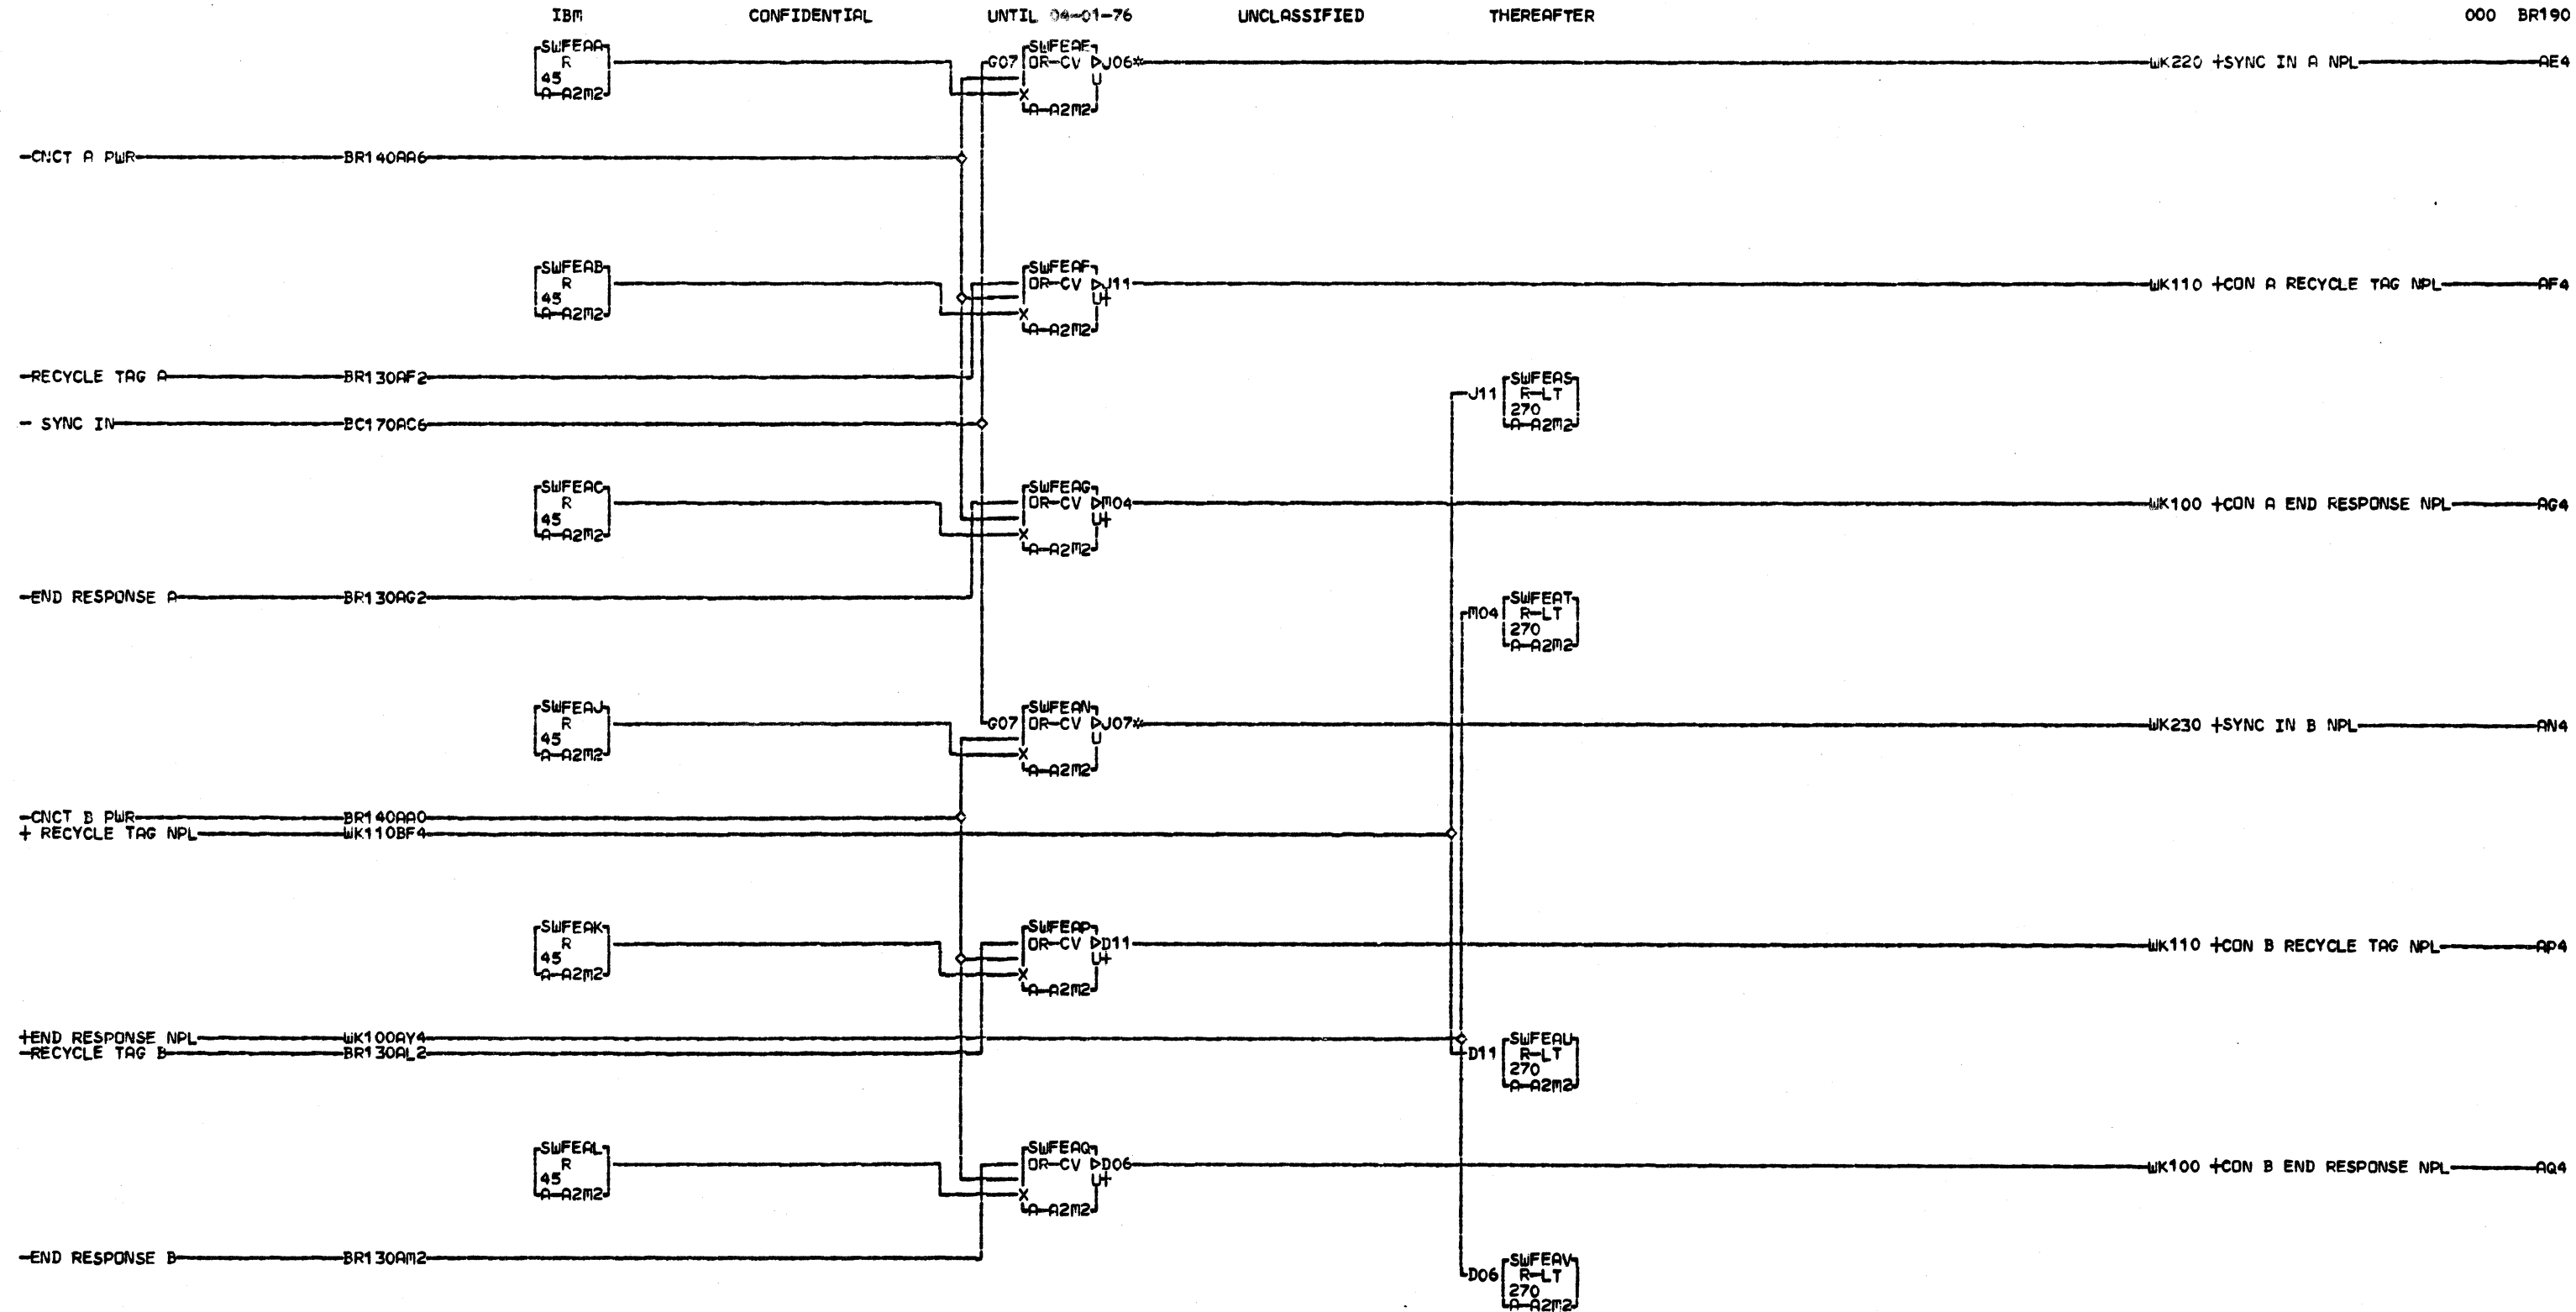 IBM CONFIDENTIAL UNTIL 04-01-76 UNCLASSIFIED THEREAFTER 000 BR190
SWFEAA
R
45
A-A2M2
G07
SWFEAE
OR-CV J06*
U
X
A-A2M2
WK220 +SYNC IN A NPL AE4
-CNCT A PWR BR140AA6
SWFEAB
R
45
A-A2M2
SWFEAF
OR-CV J11
U+
X
A-A2M2
WK110 +CON A RECYCLE TAG NPL AF4
-RECYCLE TAG A BR130AF2
J11
SWFEAS
R-LT
270
A-A2M2
- SYNC IN BC170AC6
SWFEAC
R
45
A-A2M2
SWFEAG
OR-CV M04
U+
X
A-A2M2
WK100 +CON A END RESPONSE NPL AG4
-END RESPONSE A BR130AG2
M04
SWFEAT
R-LT
270
A-A2M2
SWFEAJ
R
45
A-A2M2
G07
SWFEAN
OR-CV J07*
U
X
A-A2M2
WK230 +SYNC IN B NPL AN4
-CNCT B PWR BR140AA0
+ RECYCLE TAG NPL WK110BF4
SWFEAK
R
45
A-A2M2
SWFEAP
OR-CV D11
U+
X
A-A2M2
WK110 +CON B RECYCLE TAG NPL AP4
+END RESPONSE NPL WK100AY4
-RECYCLE TAG B BR130AL2
D11
SWFEAU
R-LT
270
A-A2M2
SWFEAL
R
45
A-A2M2
SWFEAQ
OR-CV D06
U+
X
A-A2M2
WK100 +CON B END RESPONSE NPL AQ4
-END RESPONSE B BR130AM2
D06
SWFEAV
R-LT
270
A-A2M2